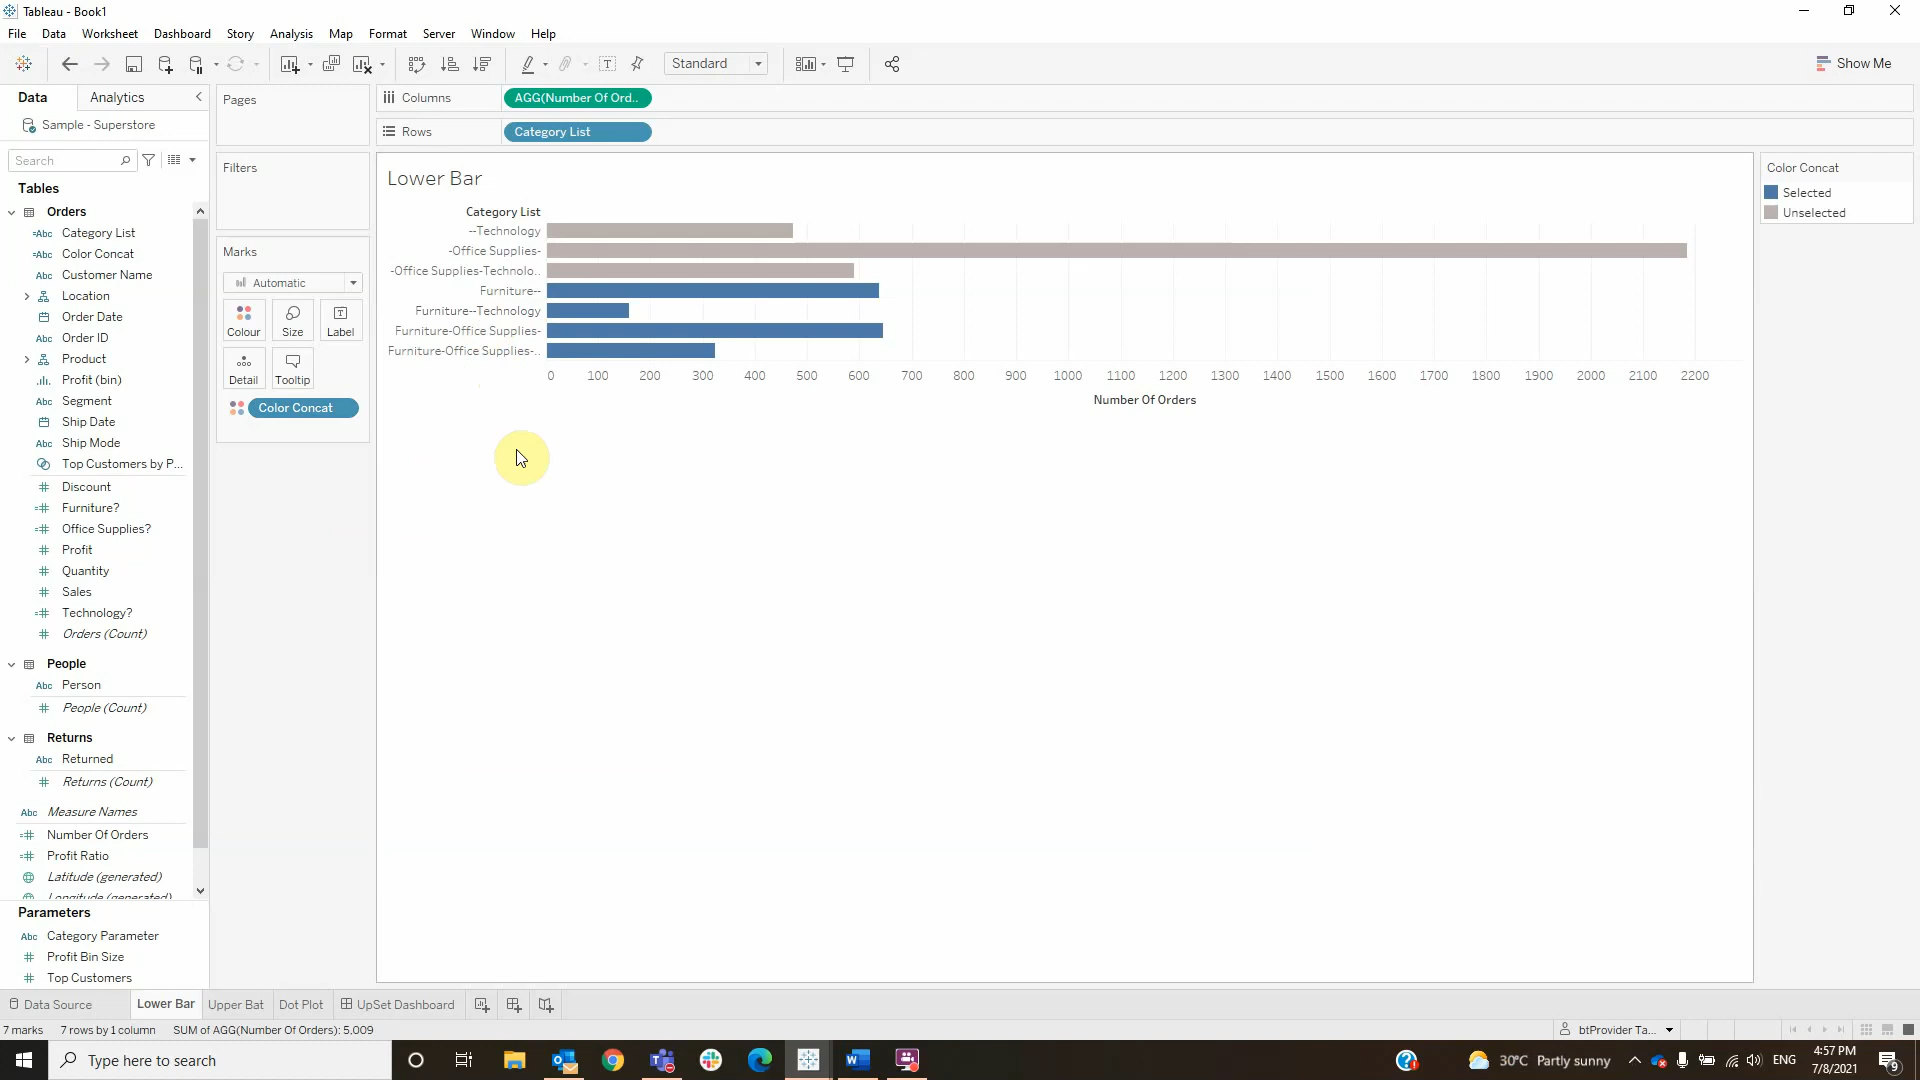 Tableau - Book1
File Data Worksheet Dashboard Story Analysis Map Format Server Window Help
Standard
Show Me
Data Analytics
Sample - Superstore
Search
Tables
Orders
Category List
Color Concat
Customer Name
Location
Order Date
Order ID
Product
Profit (bin)
Segment
Ship Date
Ship Mode
Top Customers by P...
Discount
Furniture?
Office Supplies?
Profit
Quantity
Sales
Technology?
Orders (Count)
People
Person
People (Count)
Returns
Returned
Returns (Count)
Measure Names
Number Of Orders
Profit Ratio
Latitude (generated)
Longitude (generated)
Parameters
Category Parameter
Profit Bin Size
Top Customers
Pages
Filters
Marks
Automatic
Colour Size Label
Detail Tooltip
Color Concat
Columns AGG(Number Of Ord..
Rows Category List
Lower Bar
Category List
--Technology
-Office Supplies-
-Office Supplies-Technolo..
Furniture--
Furniture--Technology
Furniture-Office Supplies-
Furniture-Office Supplies-..
0 100 200 300 400 500 600 700 800 900 1000 1100 1200 1300 1400 1500 1600 1700 1800 1900 2000 2100 2200
Number Of Orders
Color Concat
Selected
Unselected
Data Source Lower Bar Upper Bat Dot Plot UpSet Dashboard
7 marks 7 rows by 1 column SUM of AGG(Number Of Orders): 5,009
btProvider Ta...
Type here to search
30°C Partly sunny
ENG
4:57 PM
7/8/2021
9